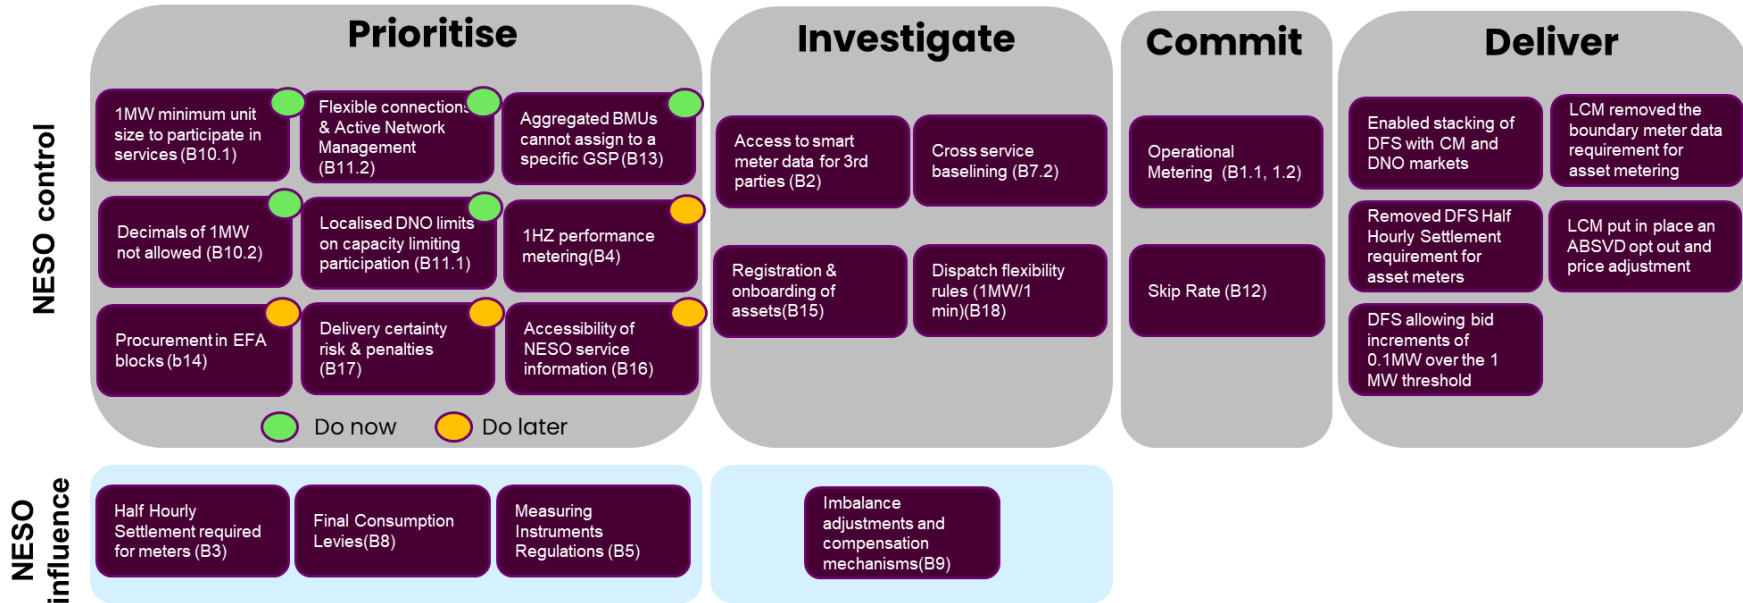 Prioritise
Investigate
Commit
Deliver
NESO control
1MW minimum unit
size to participate in
services (B10.1)
Flexible connections
& Active Network
Management
(B11.2)
Aggregated BMUs
cannot assign to a
specific GSP (B13)
Decimals of 1MW
not allowed (B10.2)
Localised DNO limits
on capacity limiting
participation (B11.1)
1HZ performance
metering(B4)
Procurement in EFA
blocks (b14)
Delivery certainty
risk & penalties
(B17)
Accessibility of
NESO service
information (B16)
Do now
Do later
Access to smart
meter data for 3rd
parties (B2)
Cross service
baselining (B7.2)
Registration &
onboarding of
assets(B15)
Dispatch flexibility
rules (1MW/1
min)(B18)
Operational
Metering (B1.1, 1.2)
Skip Rate (B12)
Enabled stacking of
DFS with CM and
DNO markets
LCM removed the
boundary meter data
requirement for
asset metering
Removed DFS Half
Hourly Settlement
requirement for
asset meters
LCM put in place an
ABSVD opt out and
price adjustment
DFS allowing bid
increments of
0.1MW over the 1
MW threshold
NESO
influence
Half Hourly
Settlement required
for meters (B3)
Final Consumption
Levies(B8)
Measuring
Instruments
Regulations (B5)
Imbalance
adjustments and
compensation
mechanisms(B9)